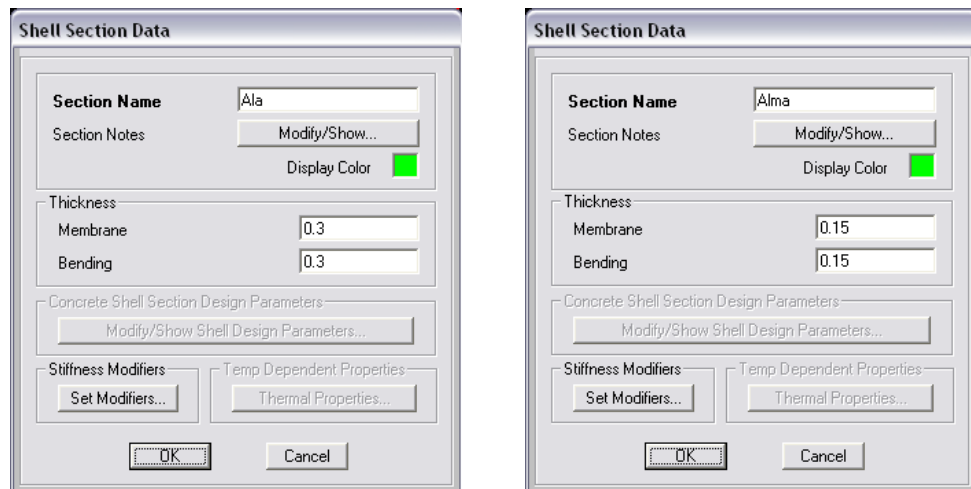 Shell Section Data
Section Name Ala
Section Notes Modify/Show...
Display Color
Thickness
Membrane 0.3
Bending 0.3
Concrete Shell Section Design Parameters
Modify/Show Shell Design Parameters...
Stiffness Modifiers Temp Dependent Properties
Set Modifiers... Thermal Properties...
OK Cancel
Shell Section Data
Section Name Alma
Section Notes Modify/Show...
Display Color
Thickness
Membrane 0.15
Bending 0.15
Concrete Shell Section Design Parameters
Modify/Show Shell Design Parameters...
Stiffness Modifiers Temp Dependent Properties
Set Modifiers... Thermal Properties...
OK Cancel